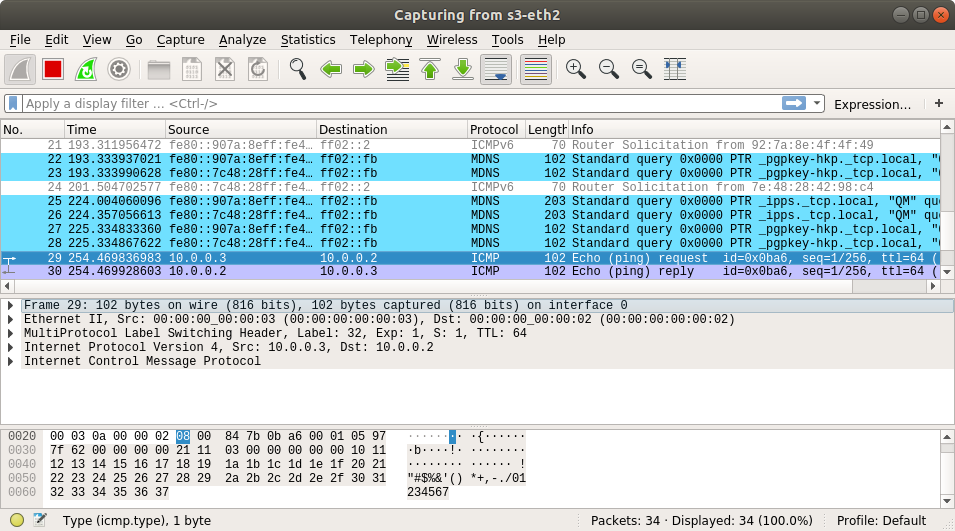 Capturing from s3-eth2
File Edit View Go Capture Analyze Statistics Telephony Wireless Tools Help
Apply a display filter ... <Ctrl-/> Expression... +
No. Time Source Destination Protocol Length Info
21 193.311956472 fe80::907a:8eff:fe4… ff02::2 ICMPv6 70 Router Solicitation from 92:7a:8e:4f:4f:49
22 193.333937021 fe80::907a:8eff:fe4… ff02::fb MDNS 102 Standard query 0x0000 PTR _pgpkey-hkp._tcp.local, "
23 193.333990628 fe80::7c48:28ff:fe4… ff02::fb MDNS 102 Standard query 0x0000 PTR _pgpkey-hkp._tcp.local, "
24 201.504702577 fe80::7c48:28ff:fe4… ff02::2 ICMPv6 70 Router Solicitation from 7e:48:28:42:98:c4
25 224.004060096 fe80::907a:8eff:fe4… ff02::fb MDNS 203 Standard query 0x0000 PTR _ipps._tcp.local, "QM" qu
26 224.357056613 fe80::7c48:28ff:fe4… ff02::fb MDNS 203 Standard query 0x0000 PTR _ipps._tcp.local, "QM" qu
27 225.334833360 fe80::907a:8eff:fe4… ff02::fb MDNS 102 Standard query 0x0000 PTR _pgpkey-hkp._tcp.local, "
28 225.334867622 fe80::7c48:28ff:fe4… ff02::fb MDNS 102 Standard query 0x0000 PTR _pgpkey-hkp._tcp.local, "
29 254.469836983 10.0.0.3 10.0.0.2 ICMP 102 Echo (ping) request id=0x0ba6, seq=1/256, ttl=64 (
30 254.469928603 10.0.0.2 10.0.0.3 ICMP 102 Echo (ping) reply id=0x0ba6, seq=1/256, ttl=64 (
Frame 29: 102 bytes on wire (816 bits), 102 bytes captured (816 bits) on interface 0
Ethernet II, Src: 00:00:00_00:00:03 (00:00:00:00:00:03), Dst: 00:00:00_00:00:02 (00:00:00:00:00:02)
MultiProtocol Label Switching Header, Label: 32, Exp: 1, S: 1, TTL: 64
Internet Protocol Version 4, Src: 10.0.0.3, Dst: 10.0.0.2
Internet Control Message Protocol
0020 00 03 0a 00 00 02 08 00 84 7b 0b a6 00 01 05 97 ········ ·{······
0030 7f 62 00 00 00 00 21 11 03 00 00 00 00 00 10 11 ·b····!· ········
0040 12 13 14 15 16 17 18 19 1a 1b 1c 1d 1e 1f 20 21 ········ ······ !
0050 22 23 24 25 26 27 28 29 2a 2b 2c 2d 2e 2f 30 31 "#$%&'() *+,-./01
0060 32 33 34 35 36 37 234567
Type (icmp.type), 1 byte Packets: 34 · Displayed: 34 (100.0%) Profile: Default